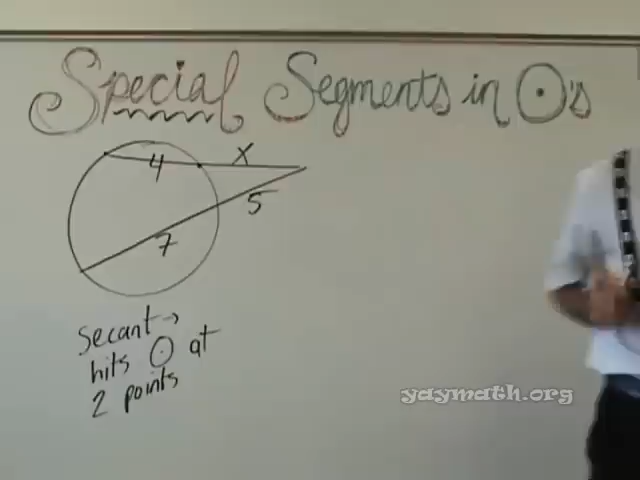 Special Segments in ⊙'s
4
x
5
7
secant →
hits ⊙ at
2 points
yaymath.org